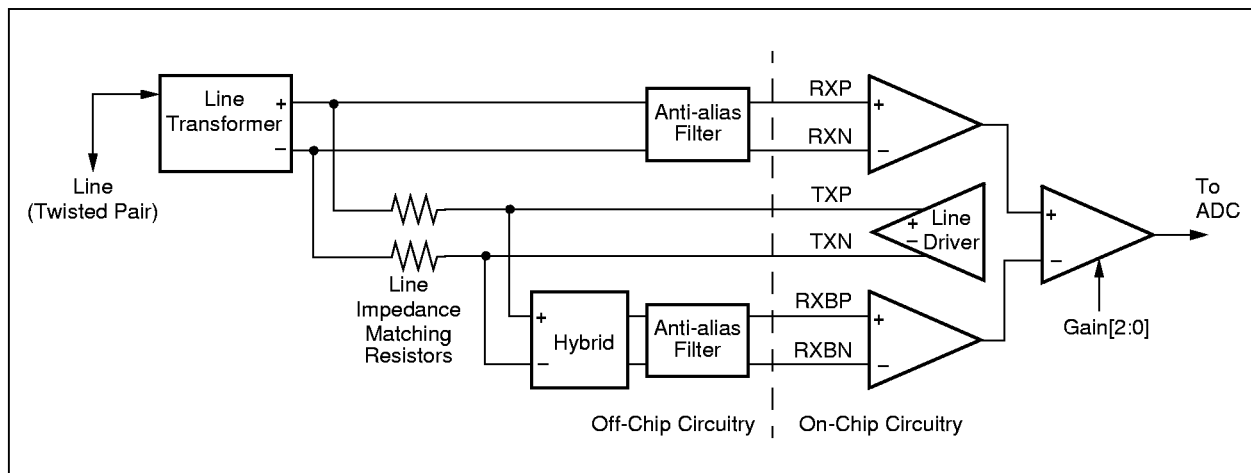 Line
Transformer
+
−
Line
(Twisted Pair)
Anti-alias
Filter
RXP
RXN
+
−
TXP
TXN
+
−
Line
Driver
Line
Impedance
Matching
Resistors
+
−
Hybrid
Anti-alias
Filter
RXBP
RXBN
+
−
+
−
To
ADC
Gain[2:0]
Off-Chip Circuitry
On-Chip Circuitry